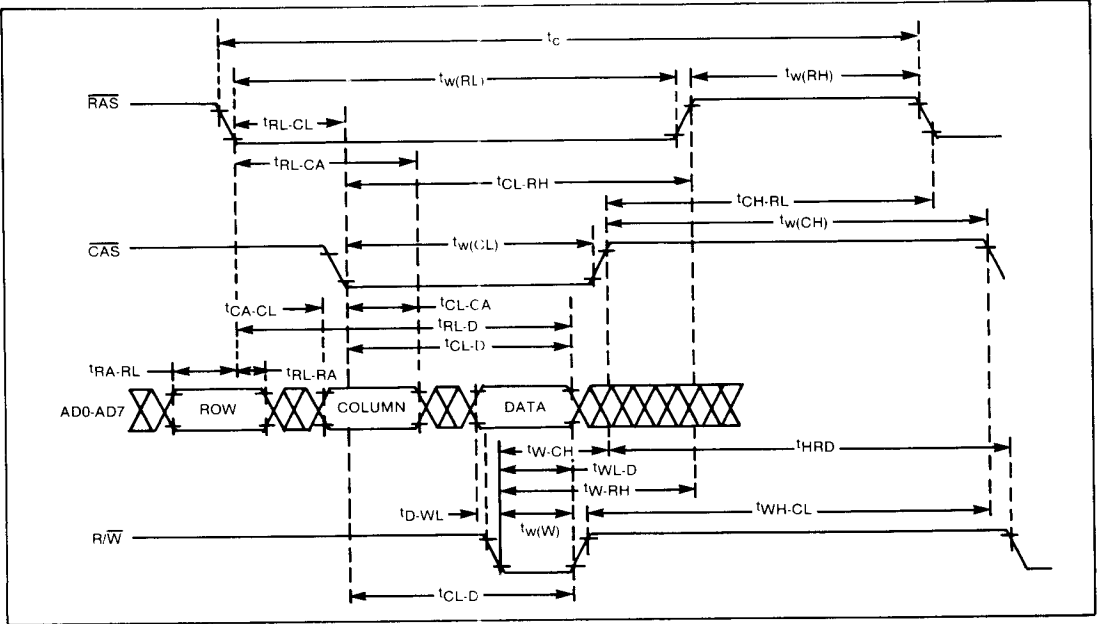 tC
tw(RL)
tw(RH)
RAS
tRL-CL
tRL-CA
tCL-RH
tCH-RL
tw(CH)
CAS
tw(CL)
tCA-CL
tCL-CA
tRL-D
tCL-D
tRA-RL
tRL-RA
AD0-AD7
ROW
COLUMN
DATA
tW-CH
tHRD
tWL-D
tW-RH
tD-WL
tw(W)
tWH-CL
R/W
tCL-D